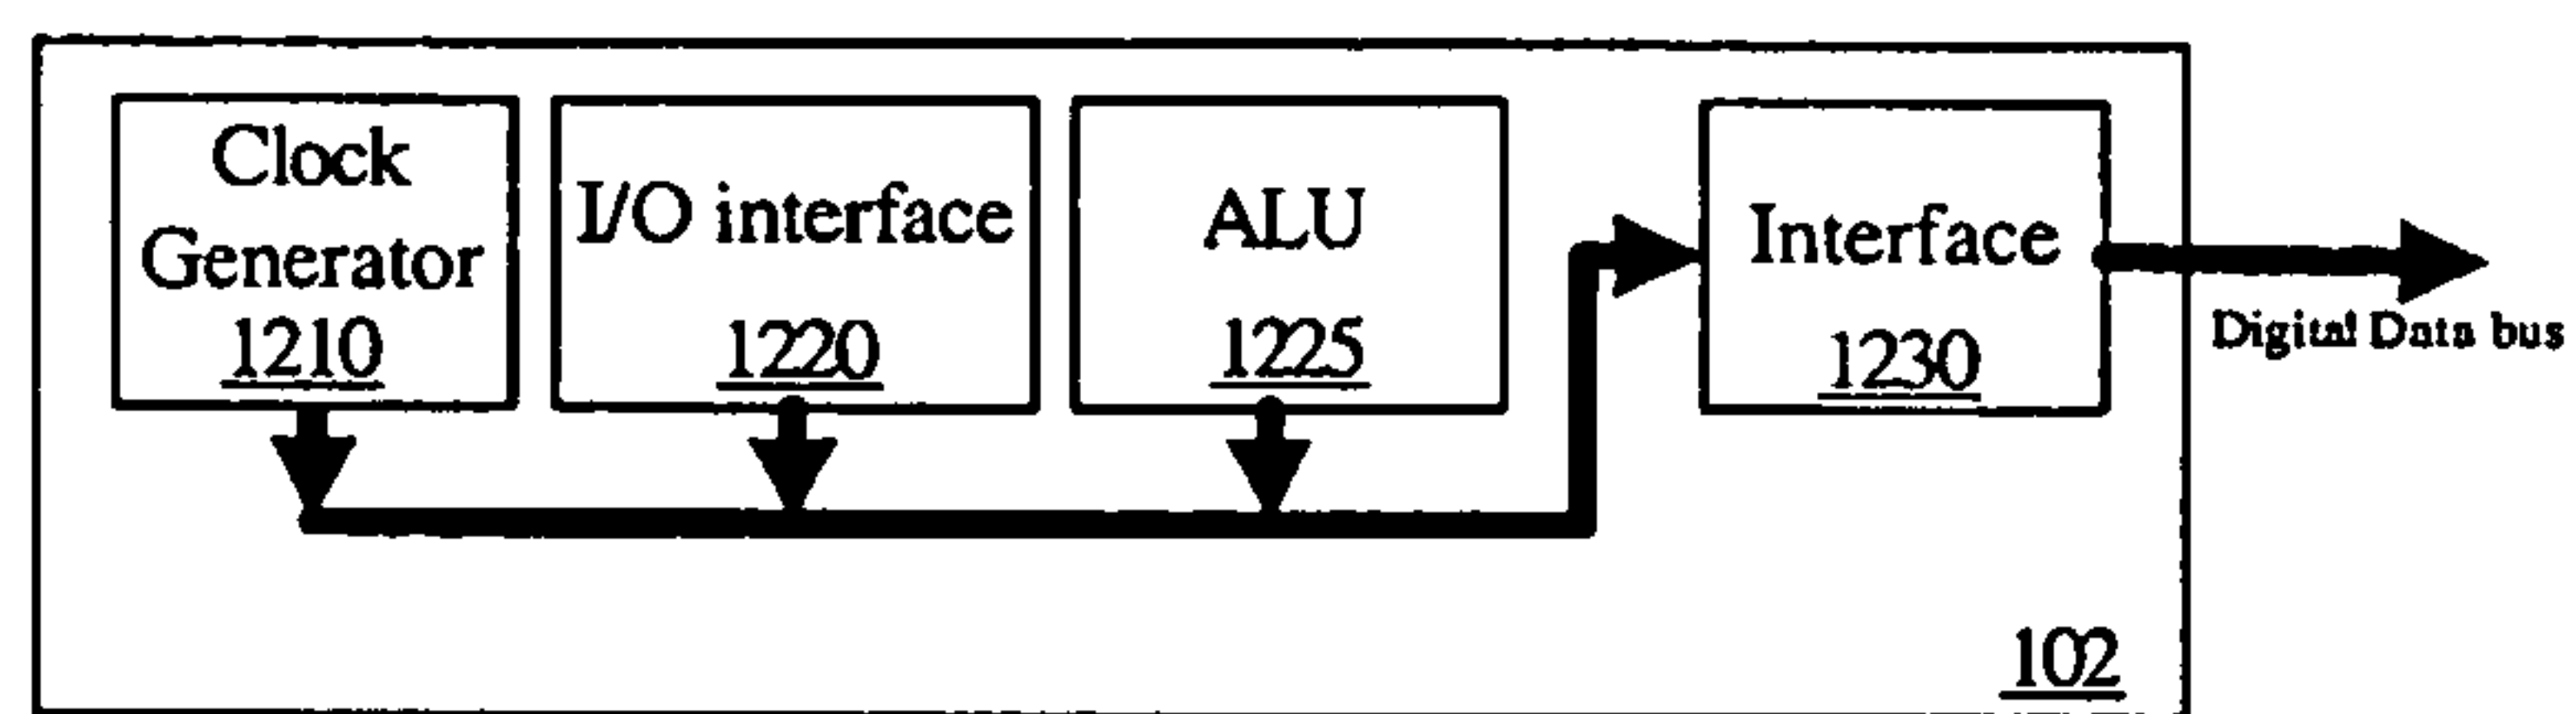 Clock
Generator
1210
I/O interface
1220
ALU
1225
Interface
1230
Digital Data bus
102